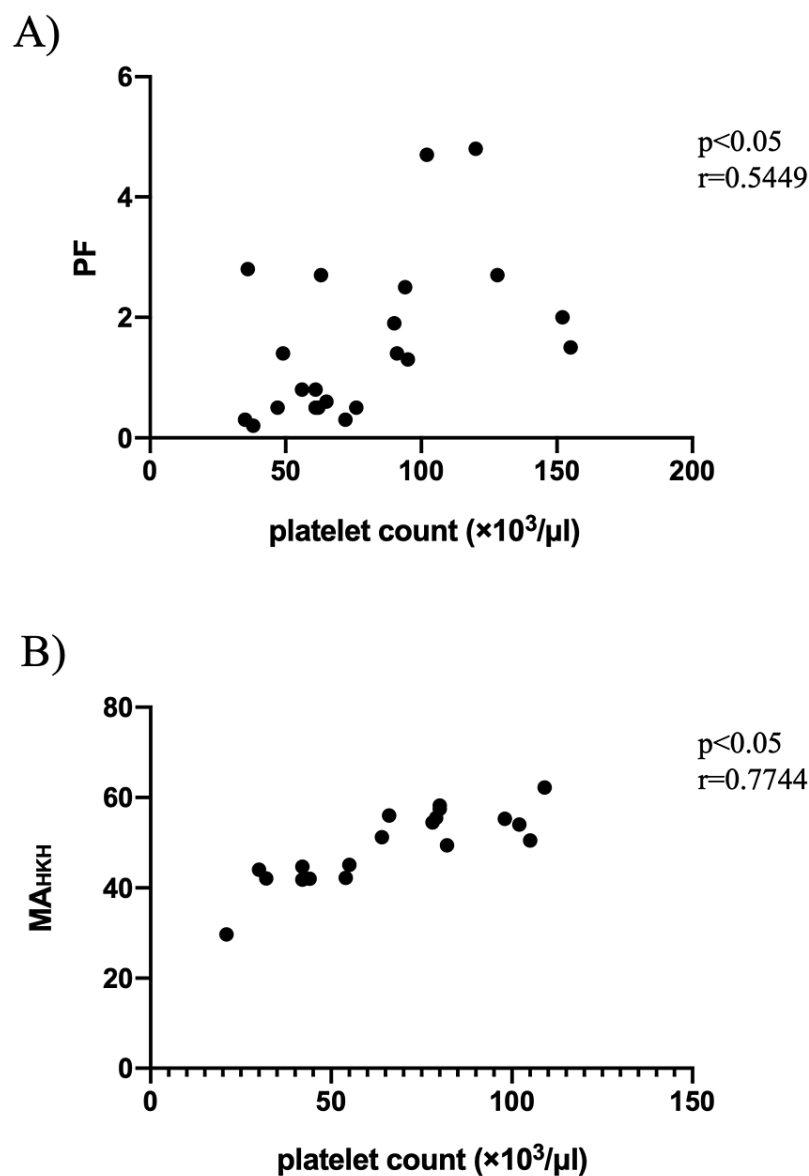 A)
6
4
2
0
PF
0 50 100 150 200
platelet count (×10³/µl)
p<0.05
r=0.5449
B)
80
60
40
20
0
MAHKH
0 50 100 150
platelet count (×10³/µl)
p<0.05
r=0.7744